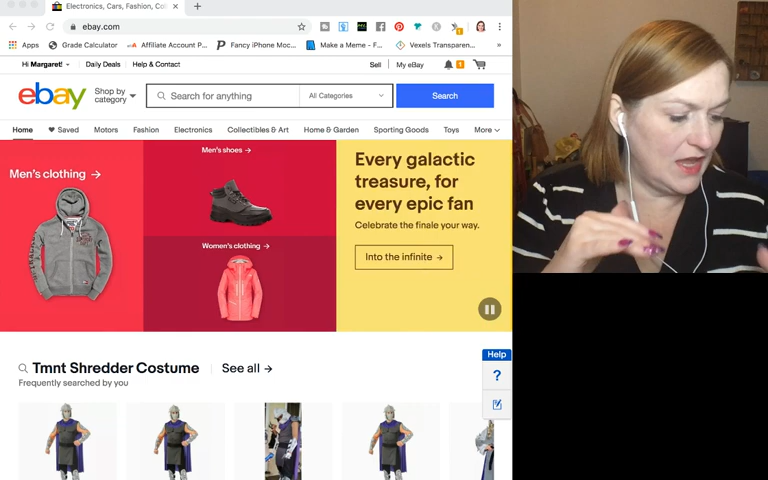 Electronics, Cars, Fashion, Co
ebay.com
Apps
Grade Calculator
Affiliate Account P...
Fancy iPhone Moc...
Make a Meme - F...
Vexels Transparen...
Hi Margaret!
Daily Deals
Help & Contact
Sell
My eBay
1
ebay
Shop by
category
Search for anything
All Categories
Search
Home
Saved
Motors
Fashion
Electronics
Collectibles & Art
Home & Garden
Sporting Goods
Toys
More
Men's clothing →
Men's shoes →
Women's clothing →
Every galactic
treasure, for
every epic fan
Celebrate the finale your way.
Into the infinite →
Tmnt Shredder Costume
See all →
Frequently searched by you
Help
?